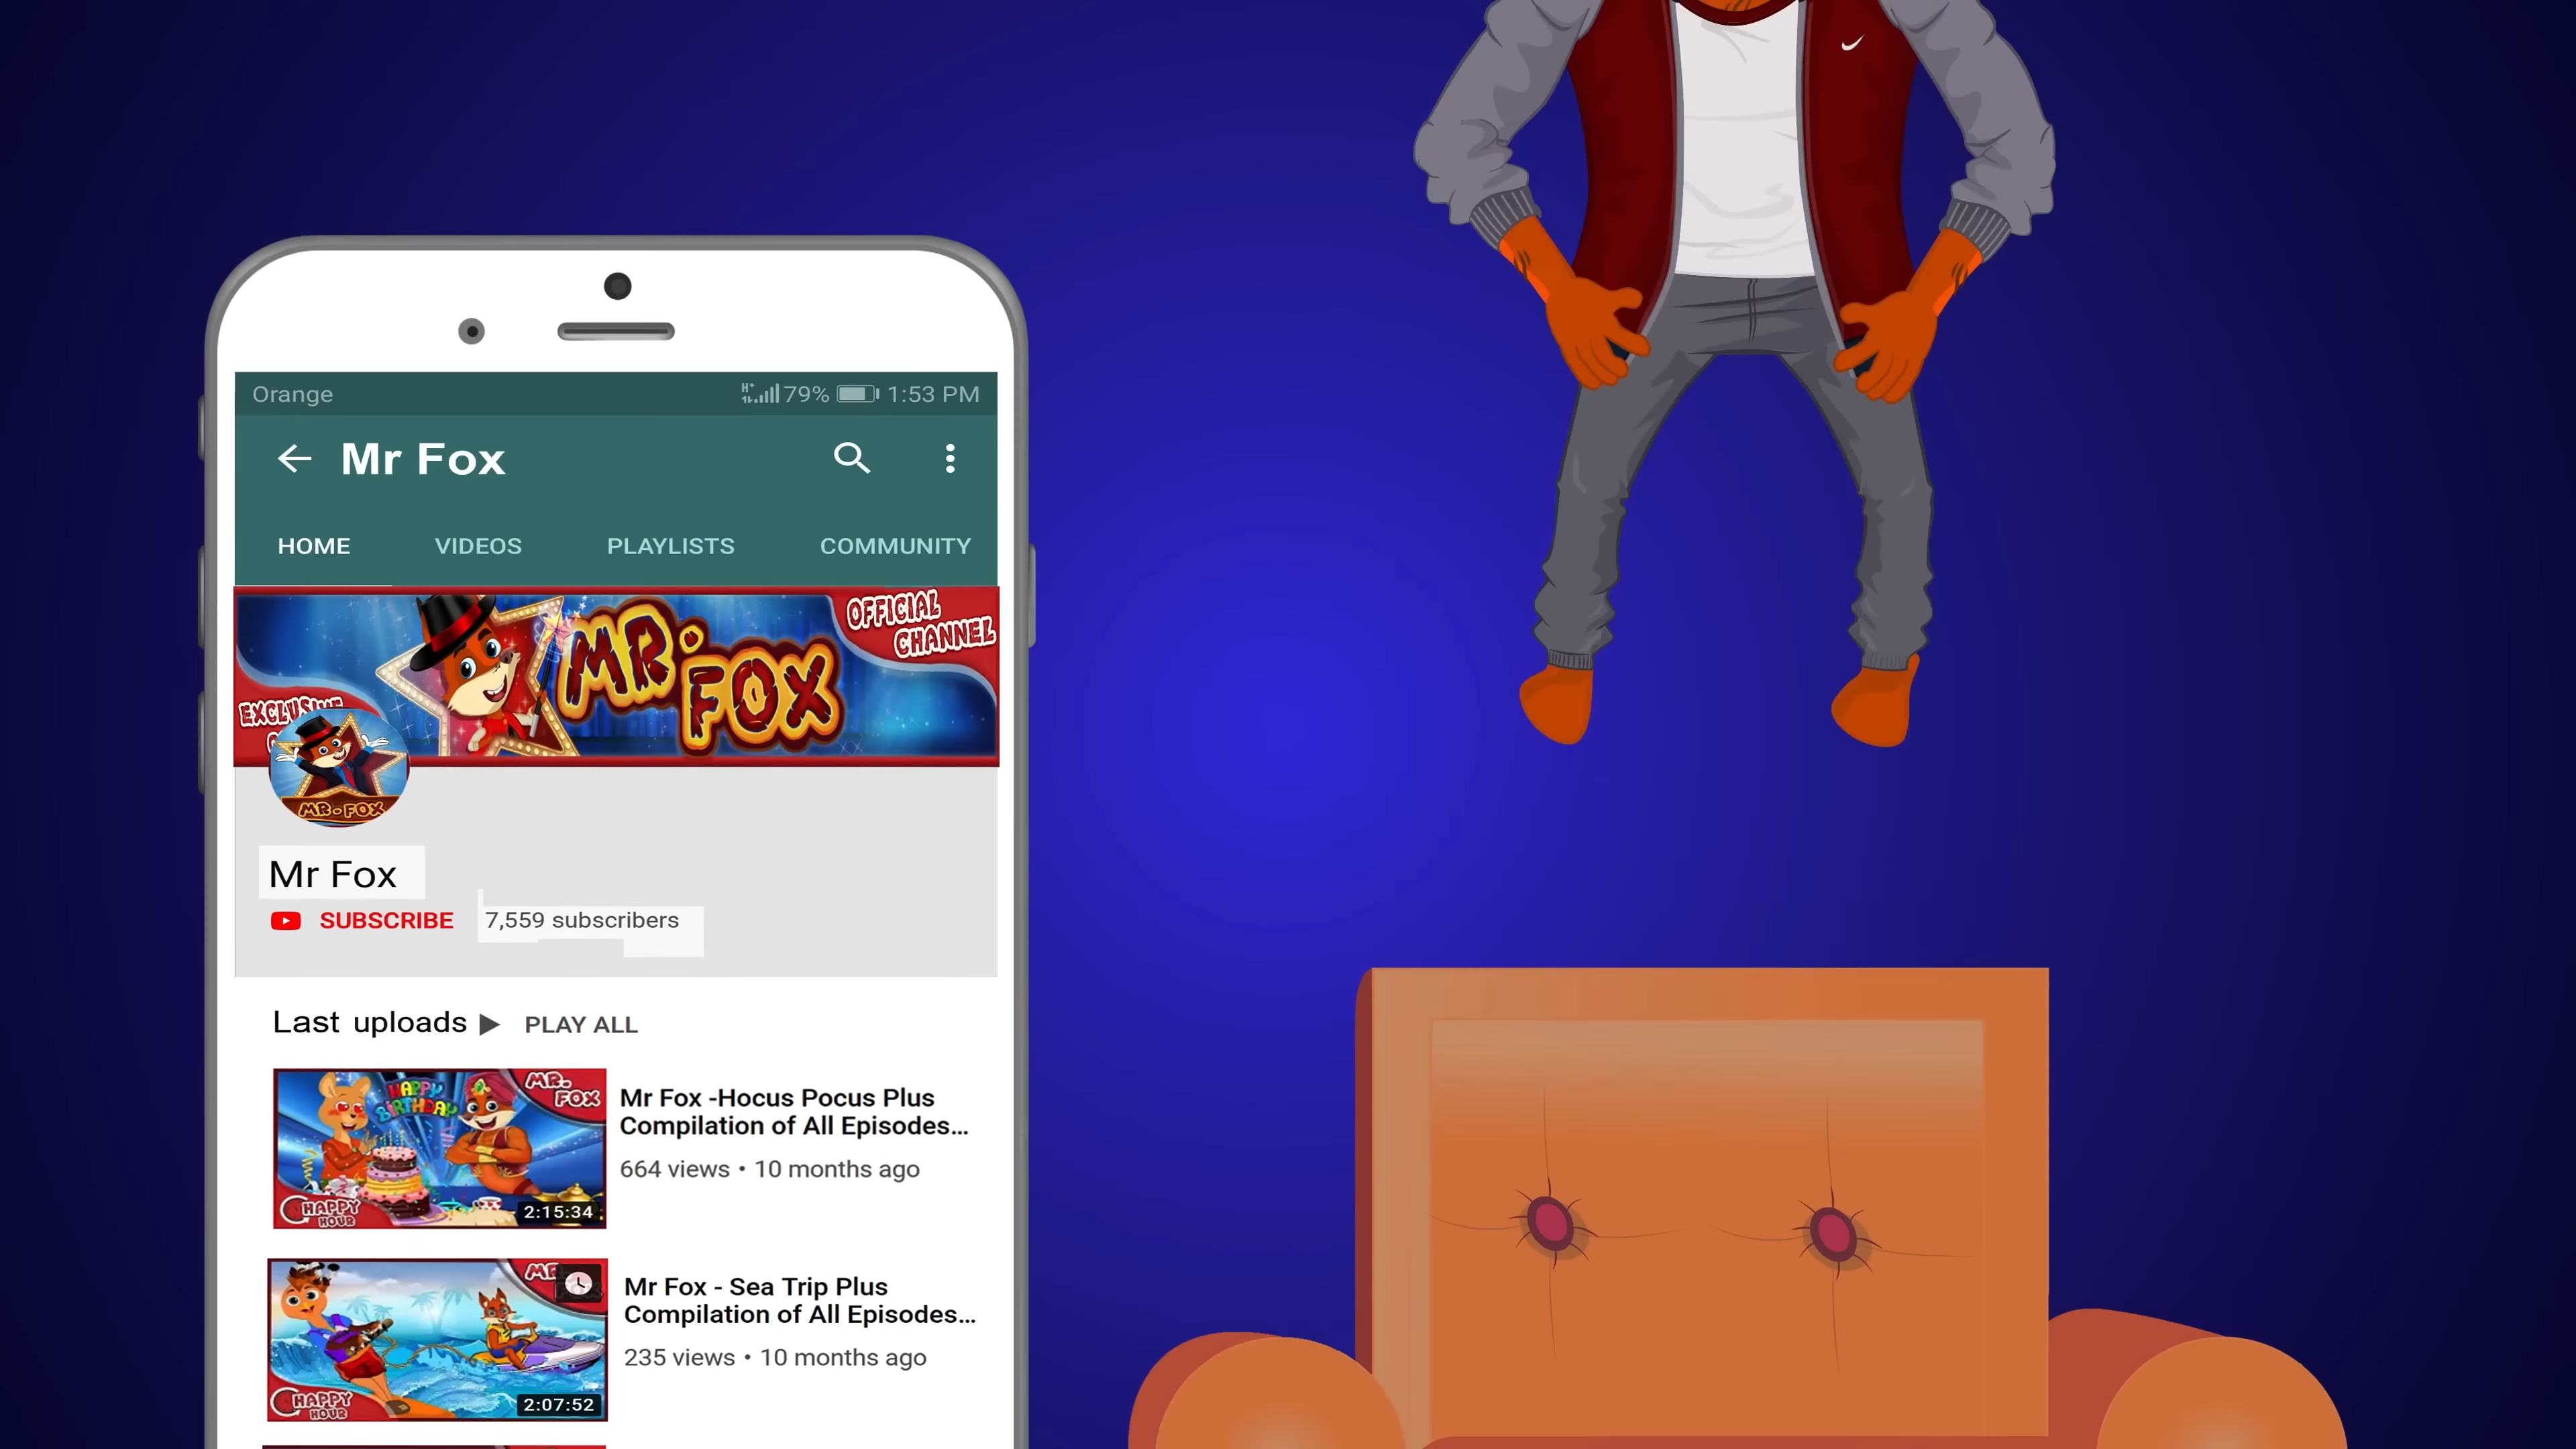 Orange
79% 1:53 PM
Mr Fox
HOME VIDEOS PLAYLISTS COMMUNITY
OFFICIAL
CHANNEL
MR.
FOX
EXCLUSIVE
MR-FOX
Mr Fox
SUBSCRIBE 7,559 subscribers
Last uploads PLAY ALL
HAPPY
BIRTHDAY
MR.
FOX
HAPPY
HOUR
2:15:34
Mr Fox -Hocus Pocus Plus
Compilation of All Episodes...
664 views • 10 months ago
HAPPY
HOUR
2:07:52
Mr Fox - Sea Trip Plus
Compilation of All Episodes...
235 views • 10 months ago